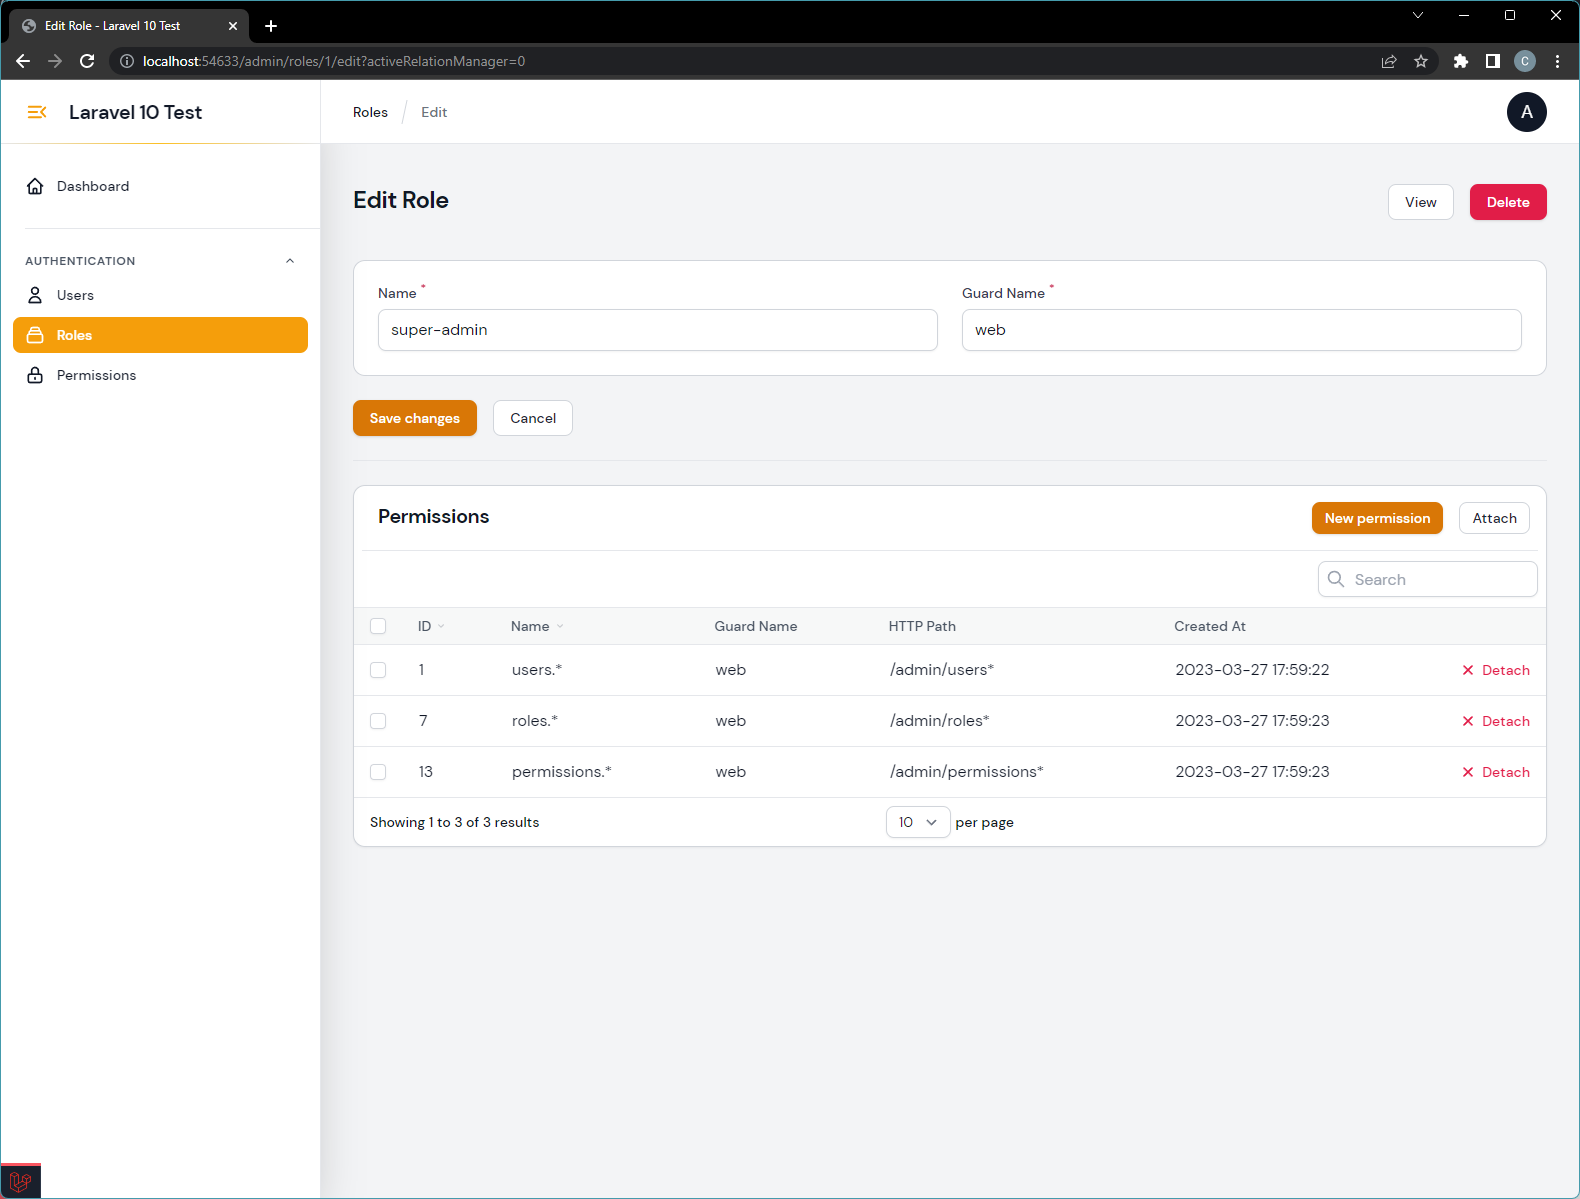 Edit Role - Laravel 10 Test
localhost:54633/admin/roles/1/edit?activeRelationManager=0
C
Laravel 10 Test
Roles / Edit
A
Dashboard
AUTHENTICATION
Users
Roles
Permissions
Edit Role
View
Delete
Name *
Guard Name *
super-admin
web
Save changes
Cancel
Permissions
New permission
Attach
Search
ID Name Guard Name HTTP Path Created At
1 users.* web /admin/users* 2023-03-27 17:59:22 Detach
7 roles.* web /admin/roles* 2023-03-27 17:59:23 Detach
13 permissions.* web /admin/permissions* 2023-03-27 17:59:23 Detach
Showing 1 to 3 of 3 results
10 per page